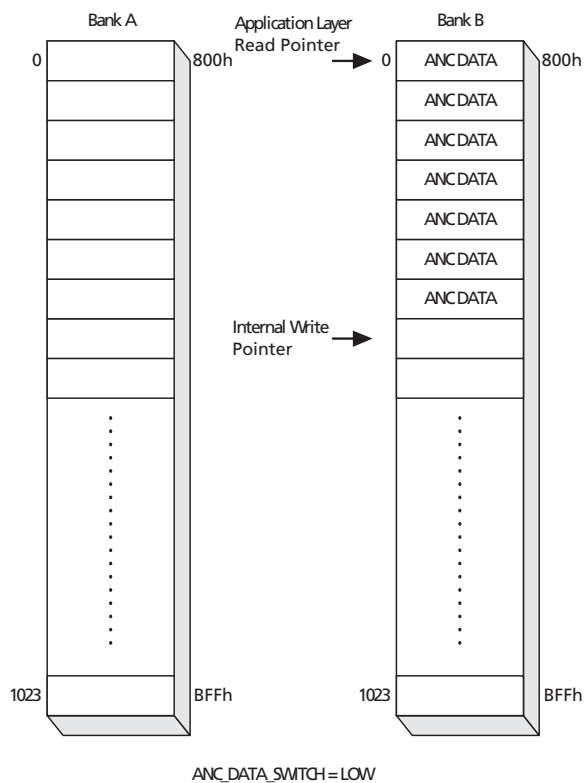 Bank A
Application Layer
Read Pointer
Bank B
0
800h
0
ANC DATA
800h
ANC DATA
ANC DATA
ANC DATA
ANC DATA
ANC DATA
ANC DATA
Internal Write
Pointer
1023
BFFh
1023
BFFh
ANC_DATA_SWITCH = LOW